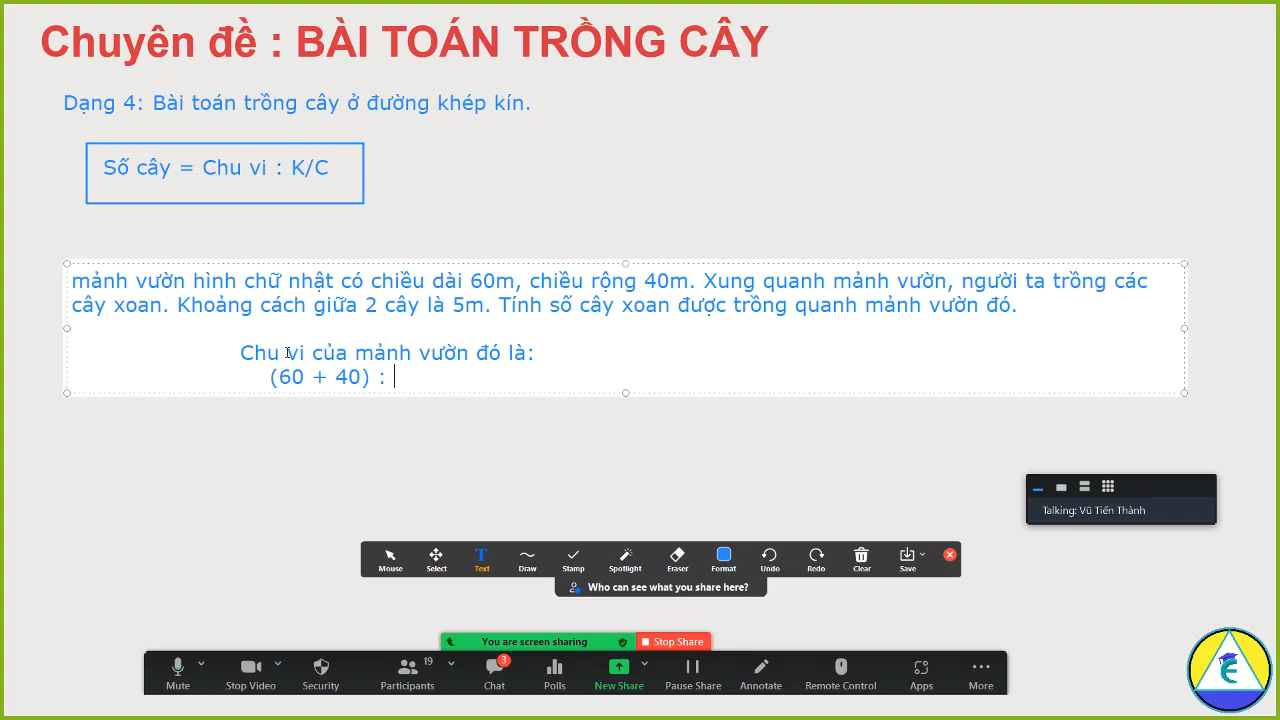 Chuyên đề : BÀI TOÁN TRỒNG CÂY
Dạng 4: Bài toán trồng cây ở đường khép kín.
Số cây = Chu vi : K/C
mảnh vườn hình chữ nhật có chiều dài 60m, chiều rộng 40m. Xung quanh mảnh vườn, người ta trồng các
cây xoan. Khoảng cách giữa 2 cây là 5m. Tính số cây xoan được trồng quanh mảnh vườn đó.
Chu vi của mảnh vườn đó là:
(60 + 40) :
Talking: Vũ Tiến Thành
Mouse Select Text Draw Stamp Spotlight Eraser Format Undo Redo Clear Save
Who can see what you share here?
You are screen sharing Stop Share
19 3
Mute Stop Video Security Participants Chat Polls New Share Pause Share Annotate Remote Control Apps More